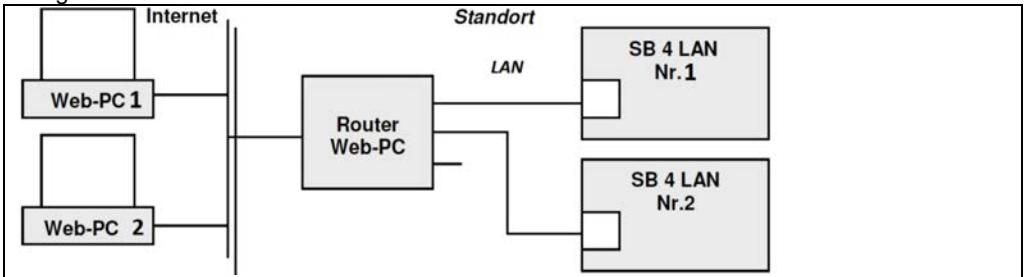 Internet
Standort
LAN
Web-PC 1
Web-PC 2
Router
Web-PC
SB 4 LAN
Nr.1
SB 4 LAN
Nr.2